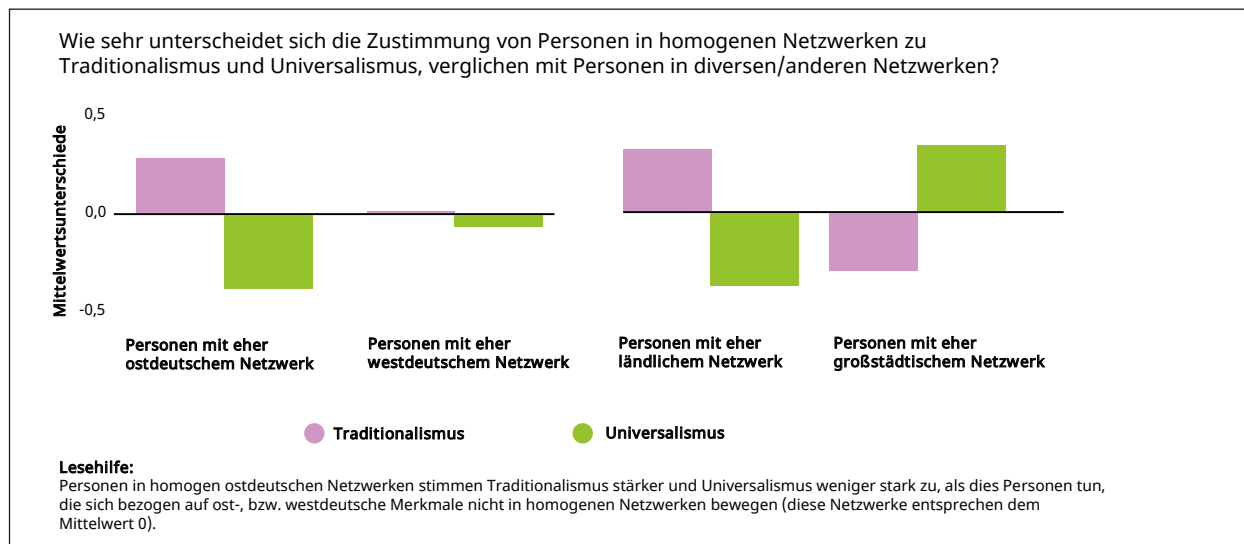 Wie sehr unterscheidet sich die Zustimmung von Personen in homogenen Netzwerken zu
Traditionalismus und Universalismus, verglichen mit Personen in diversen/anderen Netzwerken?
Mittelwertsunterschiede
0,5
0,0
-0,5
Personen mit eher
ostdeutschem Netzwerk
Personen mit eher
westdeutschem Netzwerk
Personen mit eher
ländlichem Netzwerk
Personen mit eher
großstädtischem Netzwerk
Traditionalismus
Universalismus
Lesehilfe:
Personen in homogen ostdeutschen Netzwerken stimmen Traditionalismus stärker und Universalismus weniger stark zu, als dies Personen tun,
die sich bezogen auf ost-, bzw. westdeutsche Merkmale nicht in homogenen Netzwerken bewegen (diese Netzwerke entsprechen dem
Mittelwert 0).